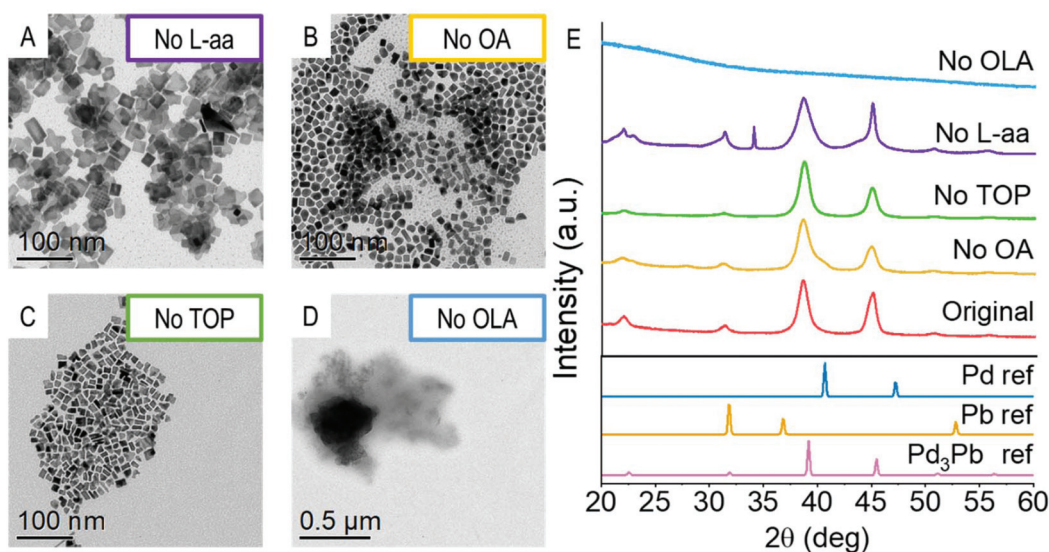 A
No L-aa
100 nm
B
No OA
100 nm
C
No TOP
100 nm
D
No OLA
0.5 µm
E
No OLA
No L-aa
No TOP
No OA
Original
Pd ref
Pb ref
Pd₃Pb ref
Intensity (a.u.)
20 25 30 35 40 45 50 55 60
2θ (deg)